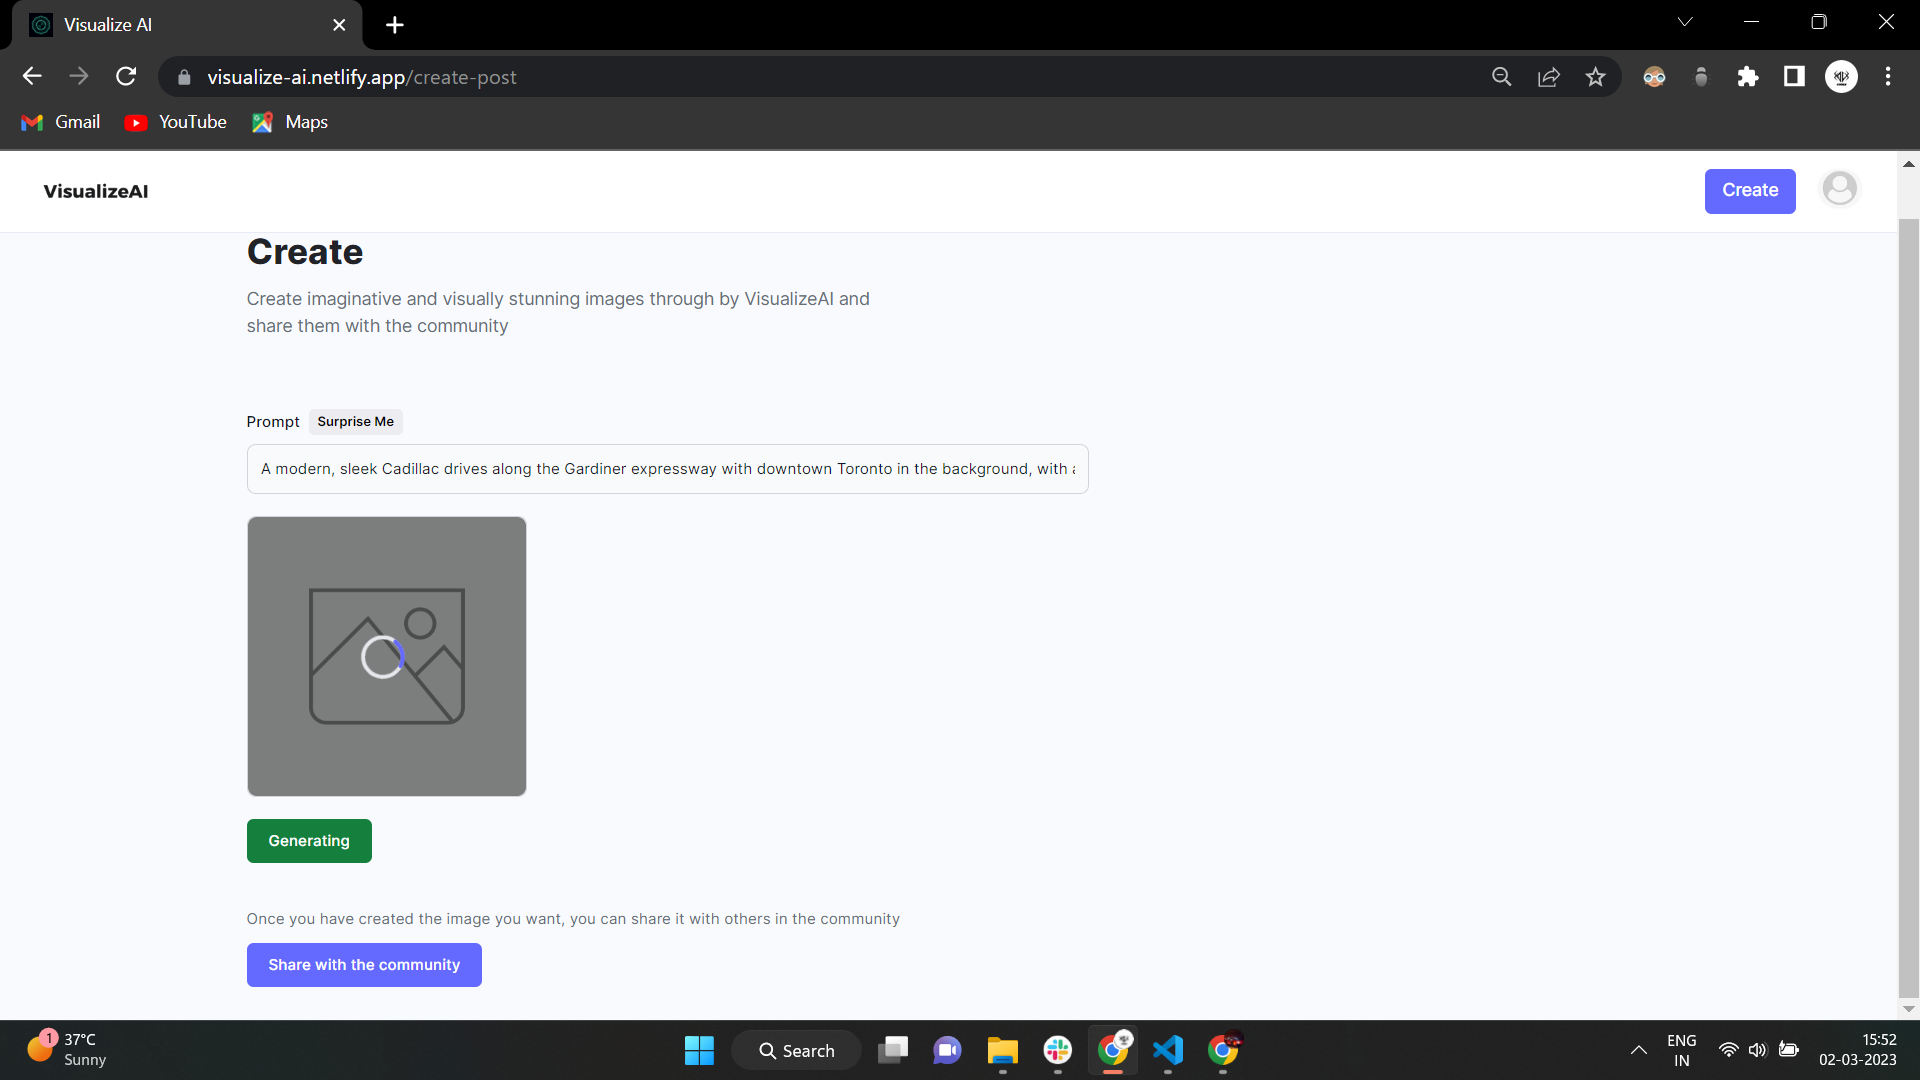 Visualize AI
visualize-ai.netlify.app/create-post
Gmail
YouTube
Maps
VisualizeAI
Create
Create
Create imaginative and visually stunning images through by VisualizeAI and
share them with the community
Prompt
Surprise Me
A modern, sleek Cadillac drives along the Gardiner expressway with downtown Toronto in the background, with
Generating
Once you have created the image you want, you can share it with others in the community
Share with the community
1
37°C
Sunny
Search
ENG
IN
15:52
02-03-2023